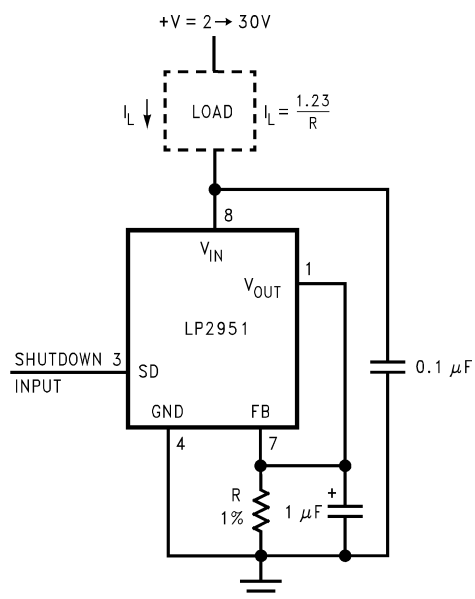 +V = 2 → 30V
I_L ↓
LOAD
I_L = 1.23 / R
8
V_IN
1
V_OUT
LP2951
SHUTDOWN 3
INPUT
SD
0.1 μF
GND
FB
4
7
R
1%
+
1 μF